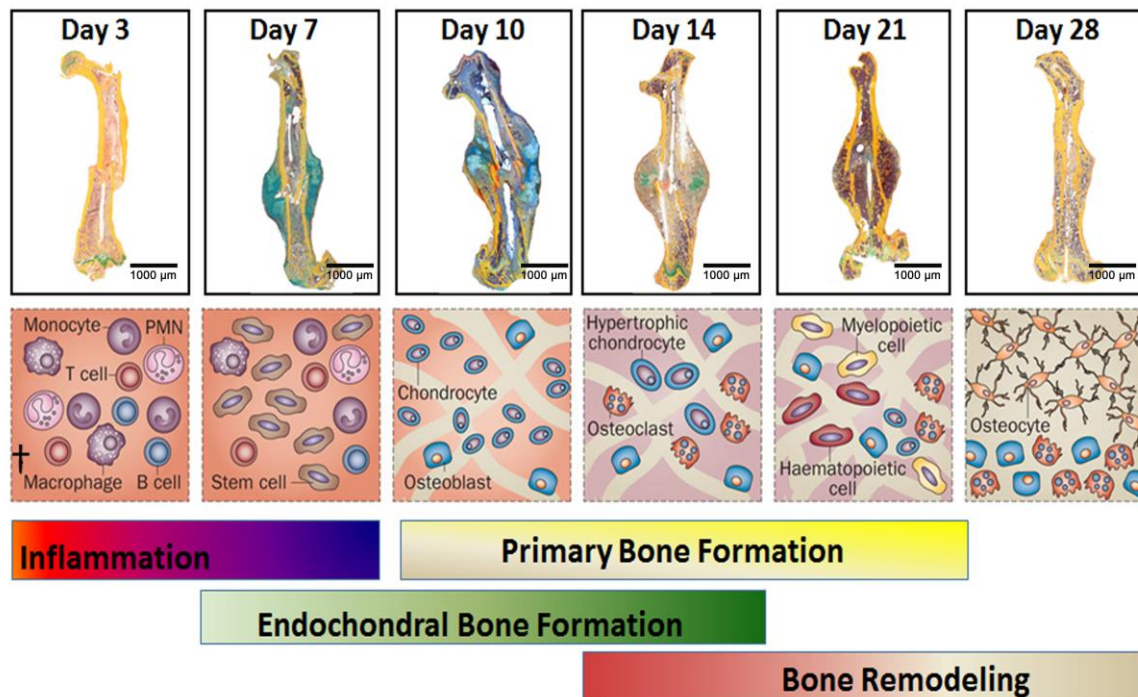 Day 3
Day 7
Day 10
Day 14
Day 21
Day 28
1000 µm
1000 µm
1000 µm
1000 µm
1000 µm
1000 µm
Monocyte
PMN
T cell
†
Macrophage
B cell
Stem cell
Chondrocyte
Osteoblast
Hypertrophic
chondrocyte
Osteoclast
Myelopoietic
cell
Haematopoietic
cell
Osteocyte
Inflammation
Primary Bone Formation
Endochondral Bone Formation
Bone Remodeling